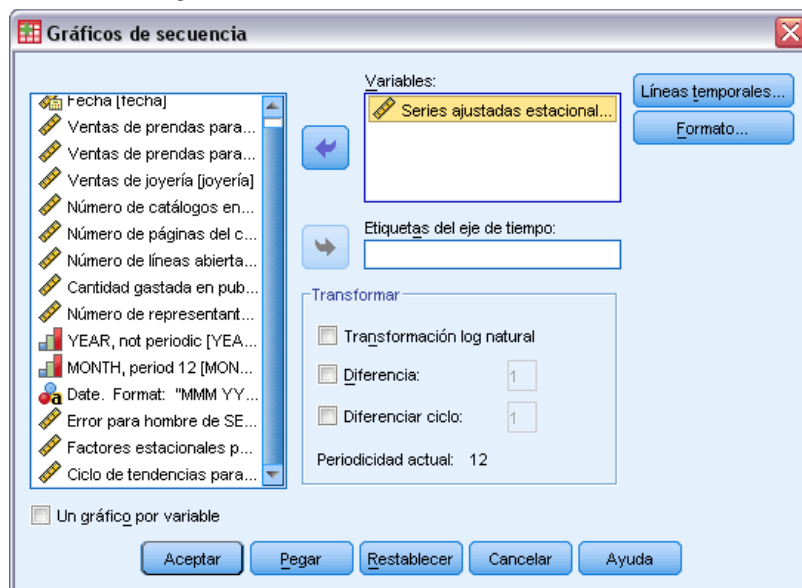 Gráficos de secuencia
Fecha [fecha]
Ventas de prendas para...
Ventas de prendas para...
Ventas de joyería [joyería]
Número de catálogos en...
Número de páginas del c...
Número de líneas abierta...
Cantidad gastada en pub...
Número de representant...
YEAR, not periodic [YEA...
MONTH, period 12 [MON...
Date. Format: "MMM YY...
Error para hombre de SE...
Factores estacionales p...
Ciclo de tendencias para...
Un gráfico por variable
Variables:
Series ajustadas estacional...
Etiquetas del eje de tiempo:
Transformar
Transformación log natural
Diferencia: 1
Diferenciar ciclo: 1
Periodicidad actual: 12
Líneas temporales...
Formato...
Aceptar Pegar Restablecer Cancelar Ayuda